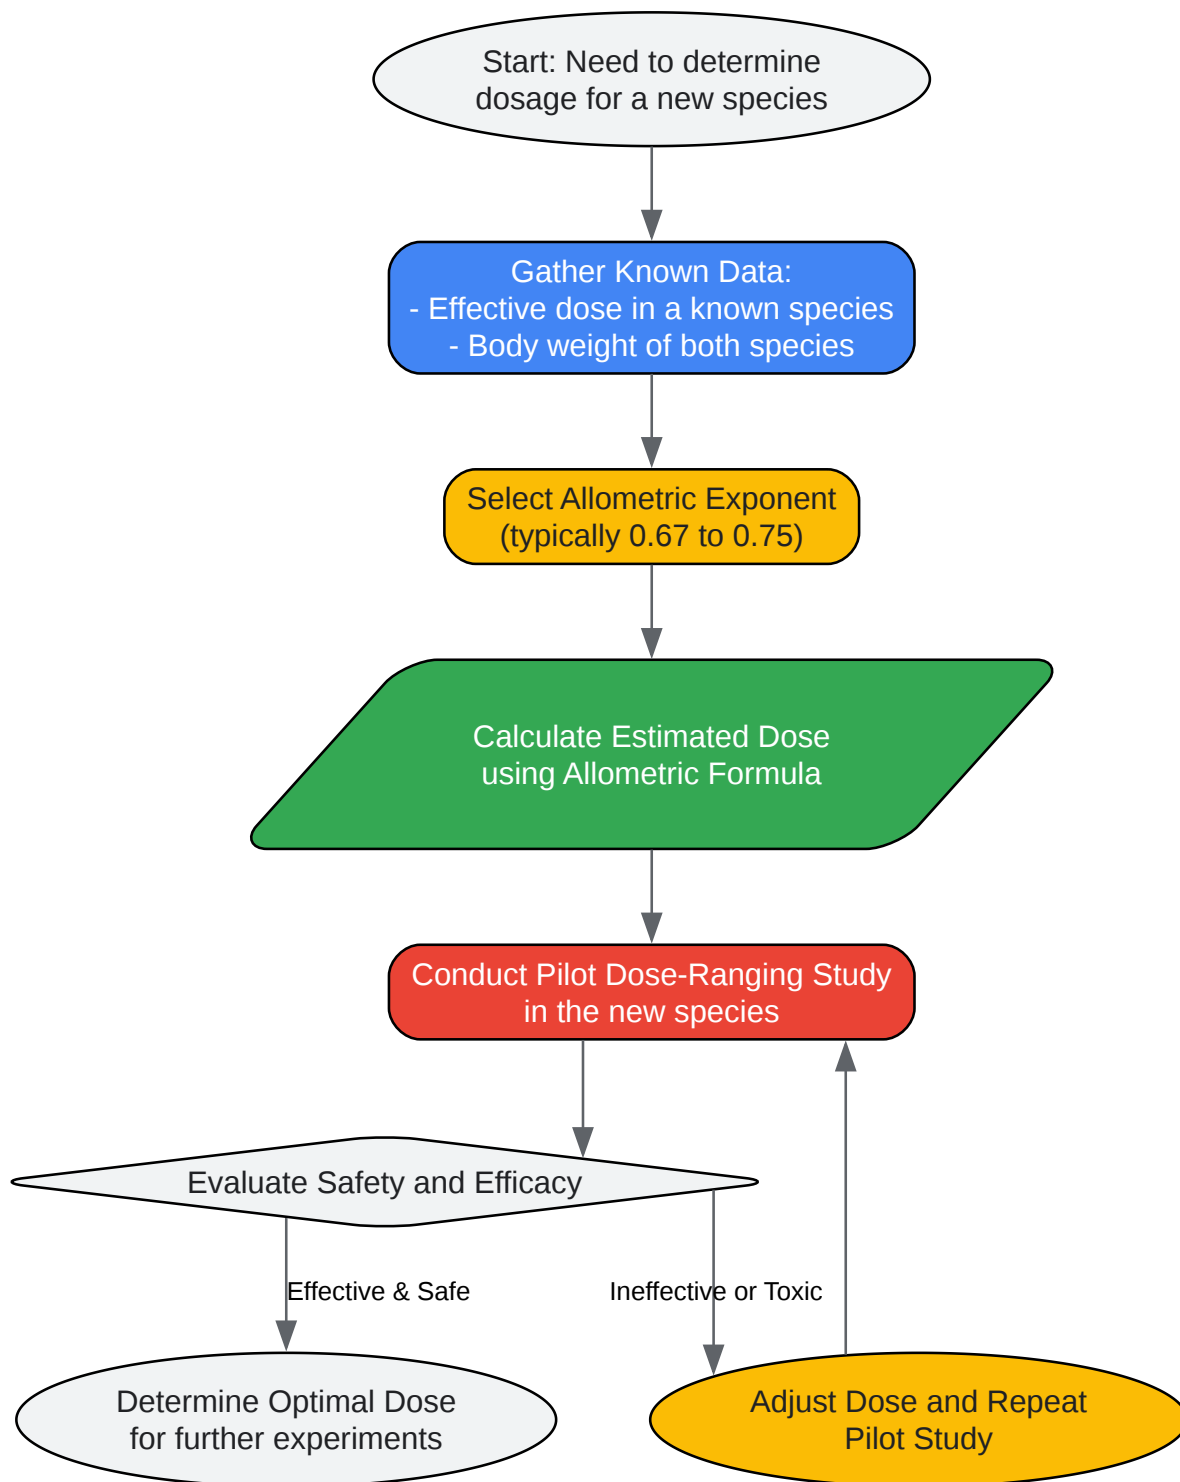 Start: Need to determine
dosage for a new species
Gather Known Data:
- Effective dose in a known species
- Body weight of both species
Select Allometric Exponent
(typically 0.67 to 0.75)
Calculate Estimated Dose
using Allometric Formula
Conduct Pilot Dose-Ranging Study
in the new species
Evaluate Safety and Efficacy
Effective & Safe
Ineffective or Toxic
Determine Optimal Dose
for further experiments
Adjust Dose and Repeat
Pilot Study